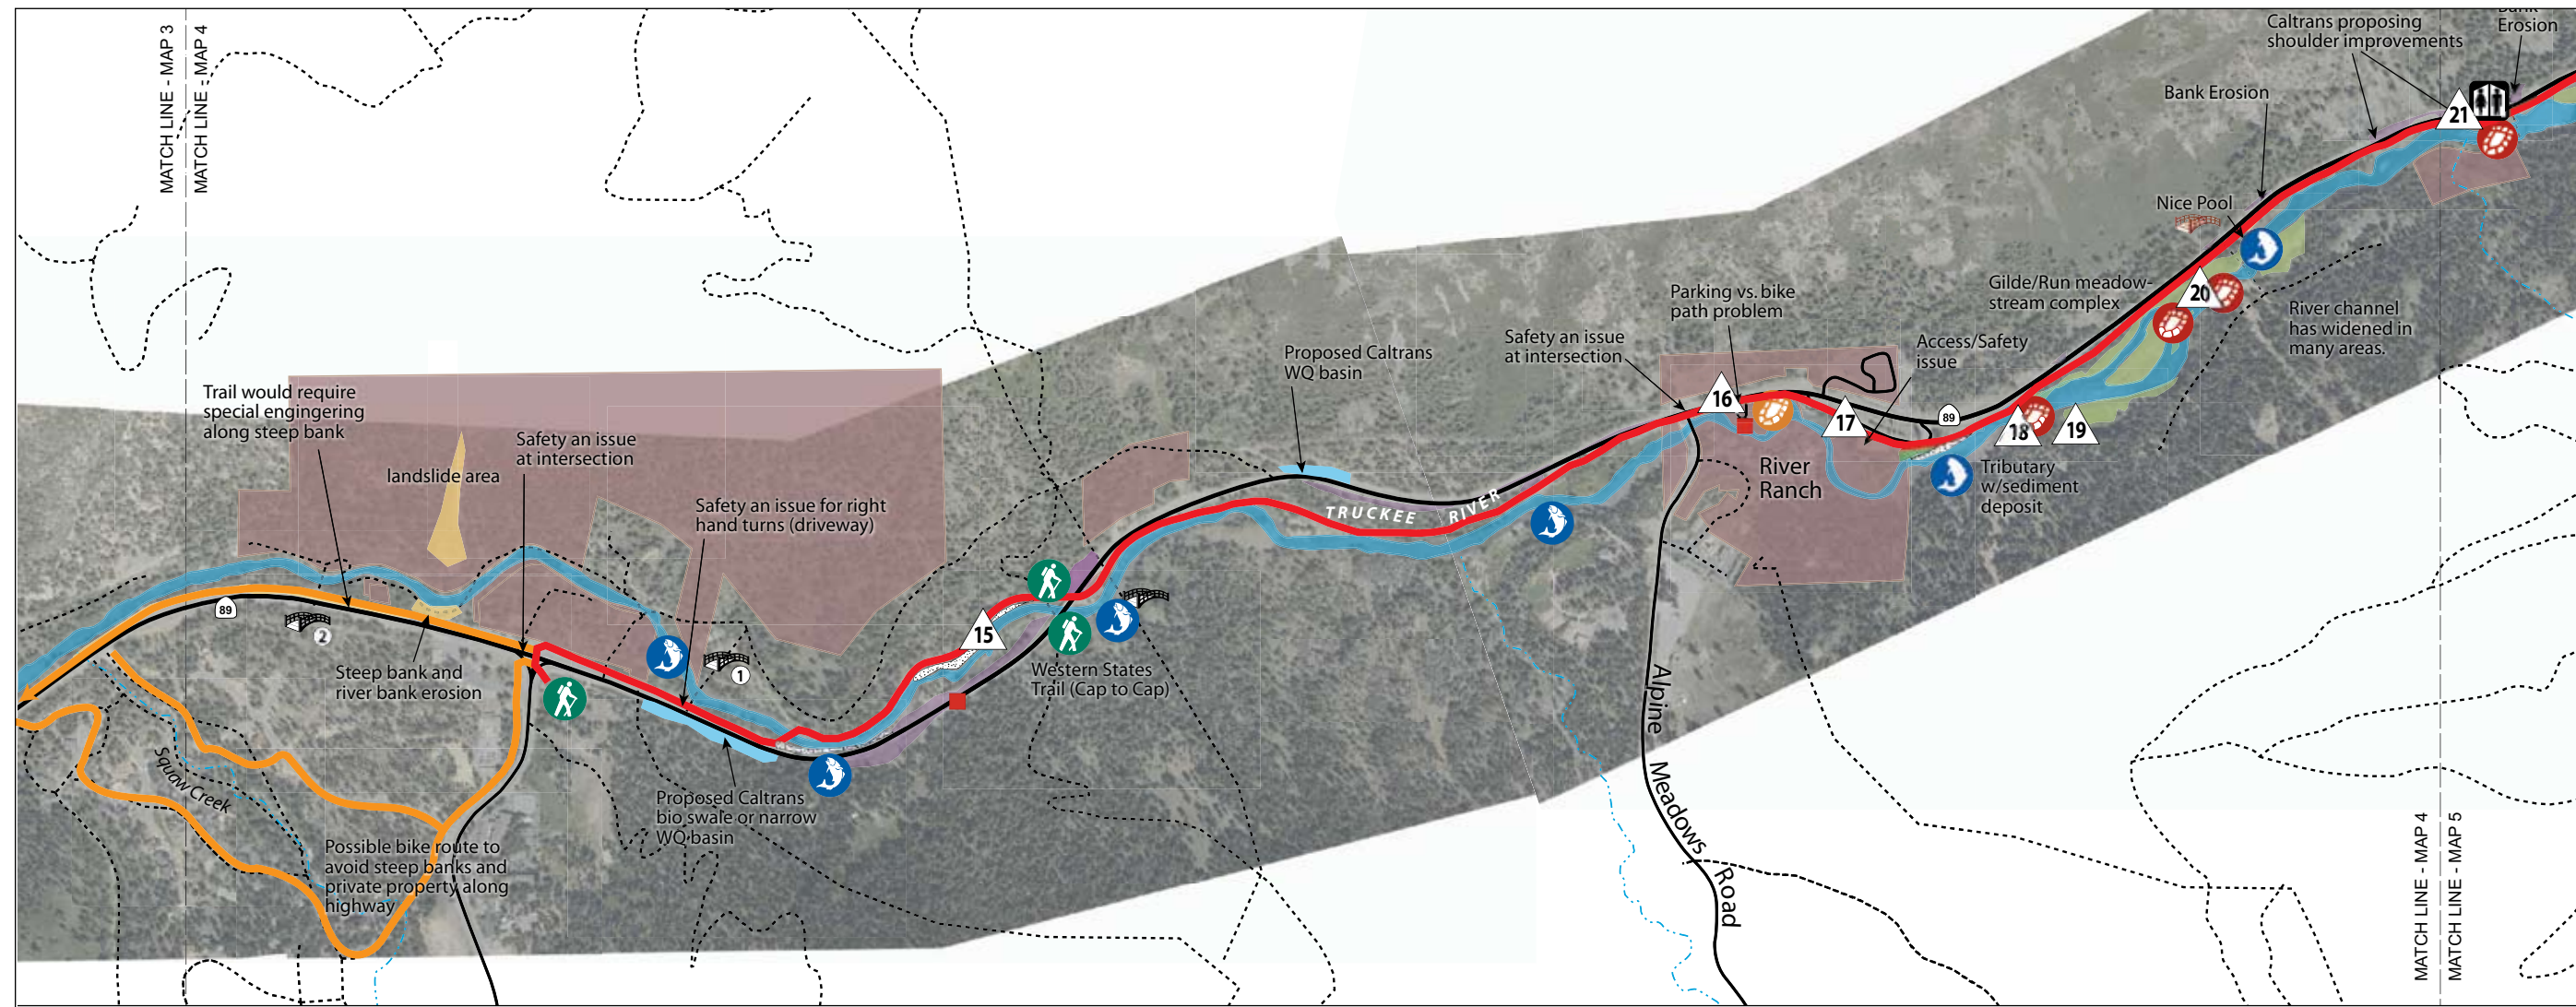 MATCH LINE - MAP 3
MATCH LINE - MAP 4
Trail would require
special engingering
along steep bank
landslide area
Safety an issue
at intersection
Safety an issue for right
hand turns (driveway)
89
2
Steep bank and
river bank erosion
1
Squaw Creek
Possible bike route to
avoid steep banks and
private property along
highway
Proposed Caltrans
bio swale or narrow
WQ basin
15
Western States
Trail (Cap to Cap)
Proposed Caltrans
WQ basin
TRUCKEE RIVER
Safety an issue
at intersection
Parking vs. bike
path problem
16
17
Access/Safety
issue
89
River
Ranch
Alpine Meadows Road
18
19
Tributary
w/sediment
deposit
Gilde/Run meadow-
stream complex
20
River channel
has widened in
many areas.
Nice Pool
Bank Erosion
Caltrans proposing
shoulder improvements
21
Bank
Erosion
MATCH LINE - MAP 4
MATCH LINE - MAP 5